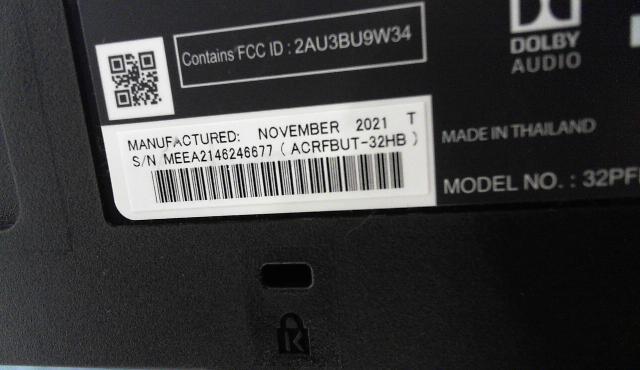 Contains FCC ID : 2AU3BU9W34
DOLBY
AUDIO
MANUFACTURED: NOVEMBER 2021 T
S/N MEEA2146246677 ( ACRFBUT-32HB )
MADE IN THAILAND
MODEL NO. : 32PF
K